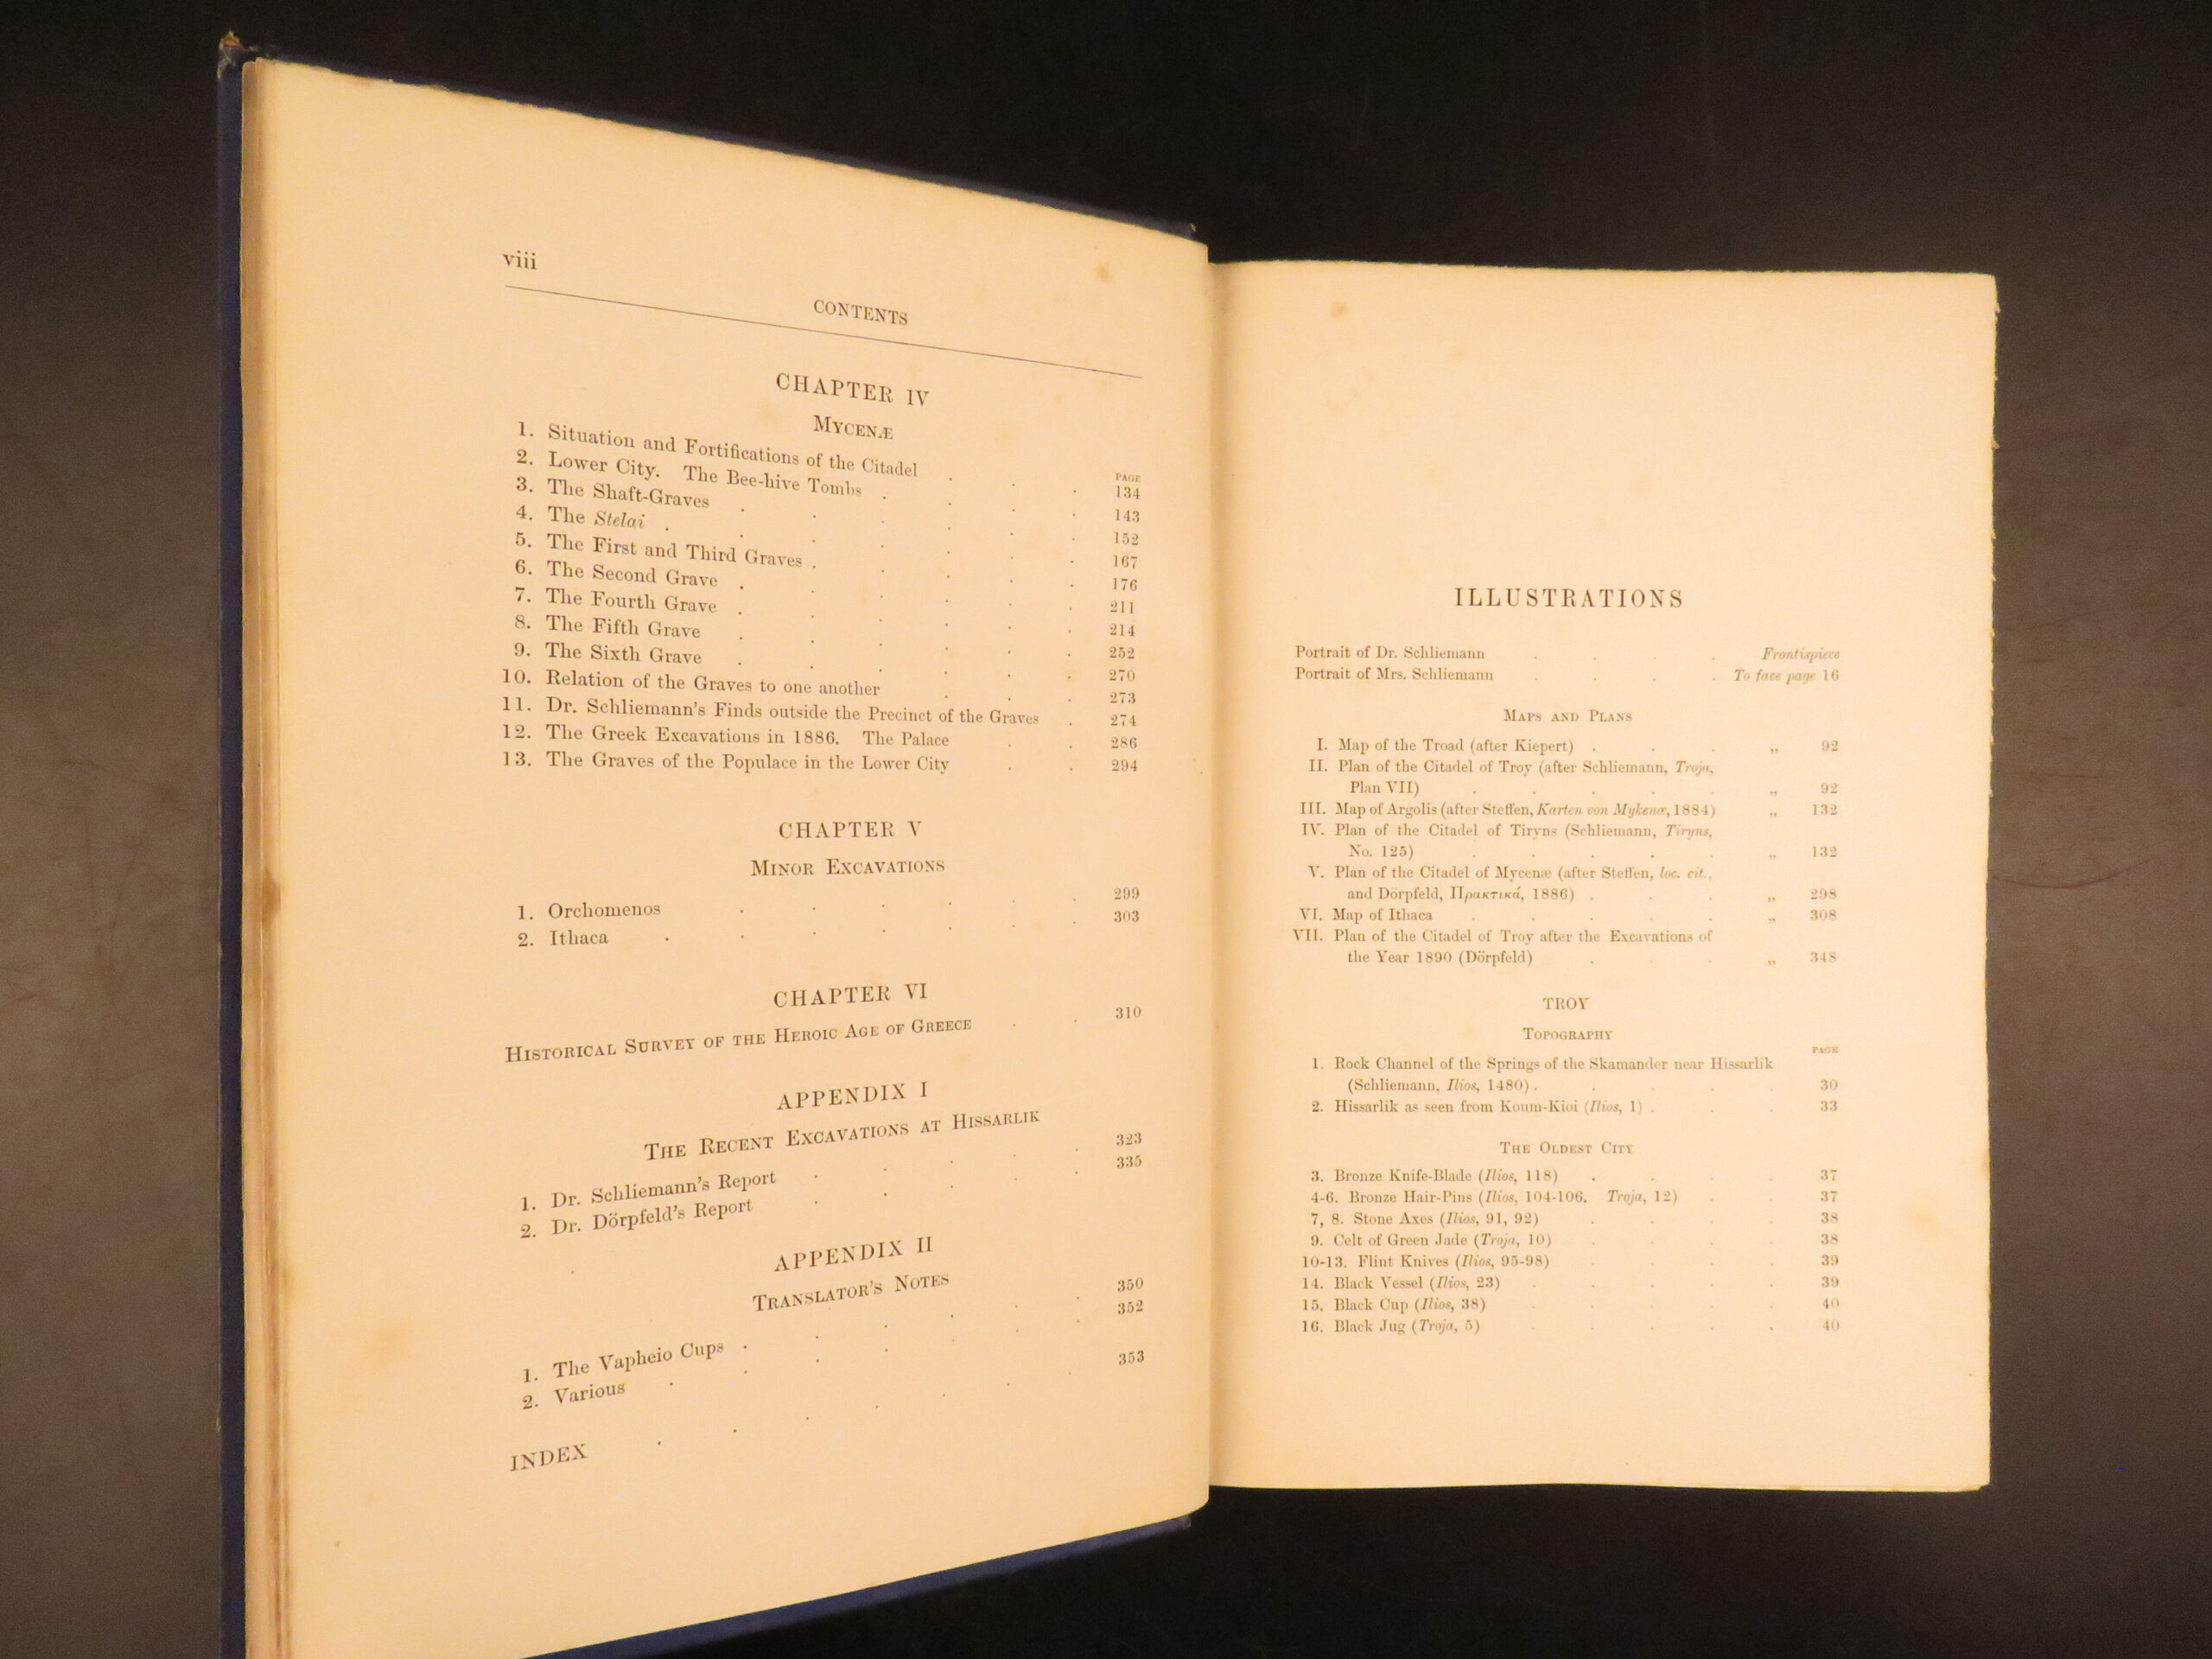 viii
CONTENTS
CHAPTER IV
MYCENÆ
PAGE
1. Situation and Fortifications of the Citadel . . . 134
2. Lower City. The Bee-hive Tombs . . . . 143
3. The Shaft-Graves . . . . . . 152
4. The Stelai . . . . . . . 167
5. The First and Third Graves . . . . . 176
6. The Second Grave . . . . . . 211
7. The Fourth Grave . . . . . . 214
8. The Fifth Grave . . . . . . 252
9. The Sixth Grave . . . . . . 270
10. Relation of the Graves to one another . . . 273
11. Dr. Schliemann's Finds outside the Precinct of the Graves . 274
12. The Greek Excavations in 1886. The Palace . . 286
13. The Graves of the Populace in the Lower City . . 294
CHAPTER V
MINOR EXCAVATIONS
1. Orchomenos . . . . . . 299
2. Ithaca . . . . . . . 303
CHAPTER VI
HISTORICAL SURVEY OF THE HEROIC AGE OF GREECE . . 310
APPENDIX I
THE RECENT EXCAVATIONS AT HISSARLIK
1. Dr. Schliemann's Report . . . . . 323
2. Dr. Dörpfeld's Report . . . . . 335
APPENDIX II
TRANSLATOR'S NOTES
1. The Vapheio Cups . . . . . . 350
2. Various . . . . . . . 352
INDEX . . . . . . . 353
ILLUSTRATIONS
Portrait of Dr. Schliemann . . . . Frontispiece
Portrait of Mrs. Schliemann . . . . To face page 16
MAPS AND PLANS
I. Map of the Troad (after Kiepert) . . . „ 92
II. Plan of the Citadel of Troy (after Schliemann, Troja,
Plan VII) . . . . . „ 92
III. Map of Argolis (after Steffen, Karten von Mykenæ, 1884) „ 132
IV. Plan of the Citadel of Tiryns (Schliemann, Tiryns,
No. 125) . . . . . „ 132
V. Plan of the Citadel of Mycenæ (after Steffen, loc. cit.,
and Dörpfeld, Πρακτικά, 1886) . . . „ 298
VI. Map of Ithaca . . . . . „ 308
VII. Plan of the Citadel of Troy after the Excavations of
the Year 1890 (Dörpfeld) . . . „ 348
TROY
TOPOGRAPHY
PAGE
1. Rock Channel of the Springs of the Skamander near Hissarlik
(Schliemann, Ilios, 1480) . . . . . 30
2. Hissarlik as seen from Koum-Kioi (Ilios, 1) . . . 33
THE OLDEST CITY
3. Bronze Knife-Blade (Ilios, 118) . . . . 37
4-6. Bronze Hair-Pins (Ilios, 104-106. Troja, 12) . . 37
7, 8. Stone Axes (Ilios, 91, 92) . . . . 38
9. Celt of Green Jade (Troja, 10) . . . . 38
10-13. Flint Knives (Ilios, 95-98) . . . . 39
14. Black Vessel (Ilios, 23) . . . . . 39
15. Black Cup (Ilios, 38) . . . . . 40
16. Black Jug (Troja, 5) . . . . . 40